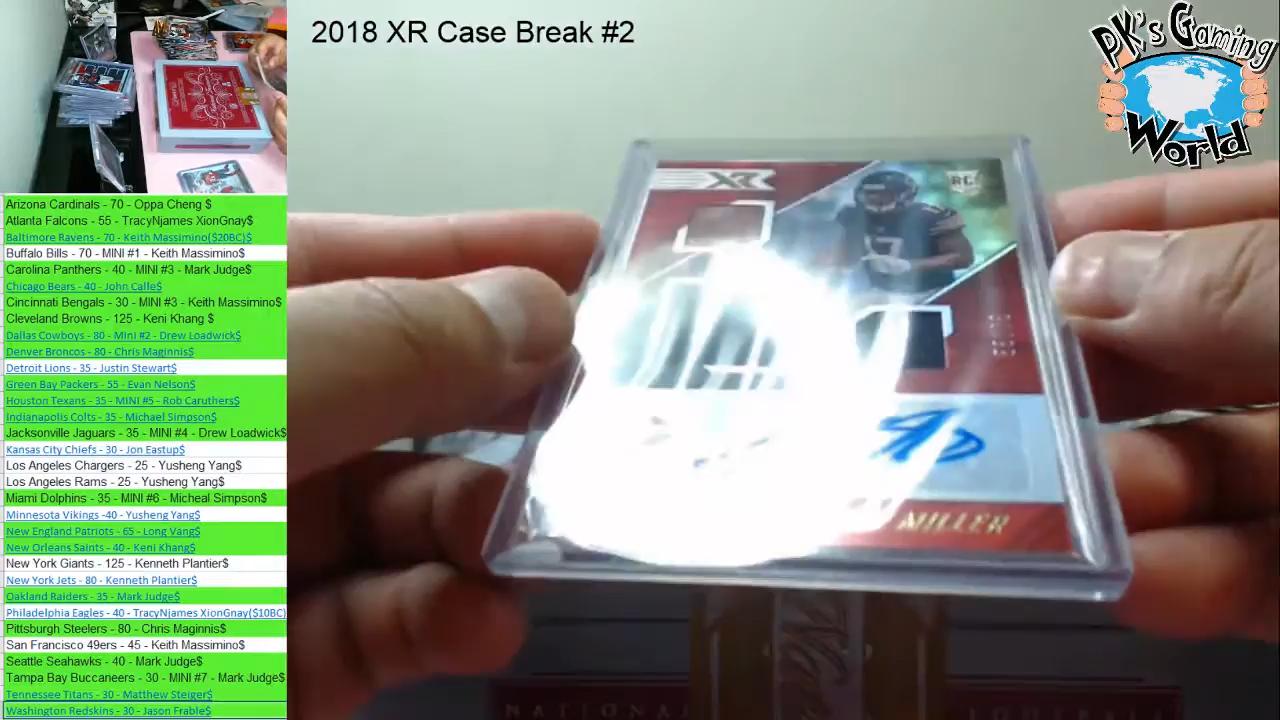 2018 XR Case Break #2
PK's Gaming
World
Arizona Cardinals - 70 - Oppa Cheng $
Atlanta Falcons - 55 - TracyNjames XionGnay$
Baltimore Ravens - 70 - Keith Massimino($20BC)$
Buffalo Bills - 70 - MINI #1 - Keith Massimino$
Carolina Panthers - 40 - MINI #3 - Mark Judge$
Chicago Bears - 40 - John Calle$
Cincinnati Bengals - 30 - MINI #3 - Keith Massimino$
Cleveland Browns - 125 - Keni Khang $
Dallas Cowboys - 80 - Mini #2 - Drew Loadwick$
Denver Broncos - 80 - Chris Maginnis$
Detroit Lions - 35 - Justin Stewart$
Green Bay Packers - 55 - Evan Nelson$
Houston Texans - 35 - MINI #5 - Rob Caruthers$
Indianapolis Colts - 35 - Michael Simpson$
Jacksonville Jaguars - 35 - MINI #4 - Drew Loadwick$
Kansas City Chiefs - 30 - Jon Eastup$
Los Angeles Chargers - 25 - Yusheng Yang$
Los Angeles Rams - 25 - Yusheng Yang$
Miami Dolphins - 35 - MINI #6 - Micheal Simpson$
Minnesota Vikings -40 - Yusheng Yang$
New England Patriots - 65 - Long Vang$
New Orleans Saints - 40 - Keni Khang$
New York Giants - 125 - Kenneth Plantier$
New York Jets - 80 - Kenneth Plantier$
Oakland Raiders - 35 - Mark Judge$
Philadelphia Eagles - 40 - TracyNjames XionGnay($10BC)
Pittsburgh Steelers - 80 - Chris Maginnis$
San Francisco 49ers - 45 - Keith Massimino$
Seattle Seahawks - 40 - Mark Judge$
Tampa Bay Buccaneers - 30 - MINI #7 - Mark Judge$
Tennessee Titans - 30 - Matthew Steiger$
Washington Redskins - 30 - Jason Frable$
XR
RC
17
MILLER
NATIONAL
FOOTBALL